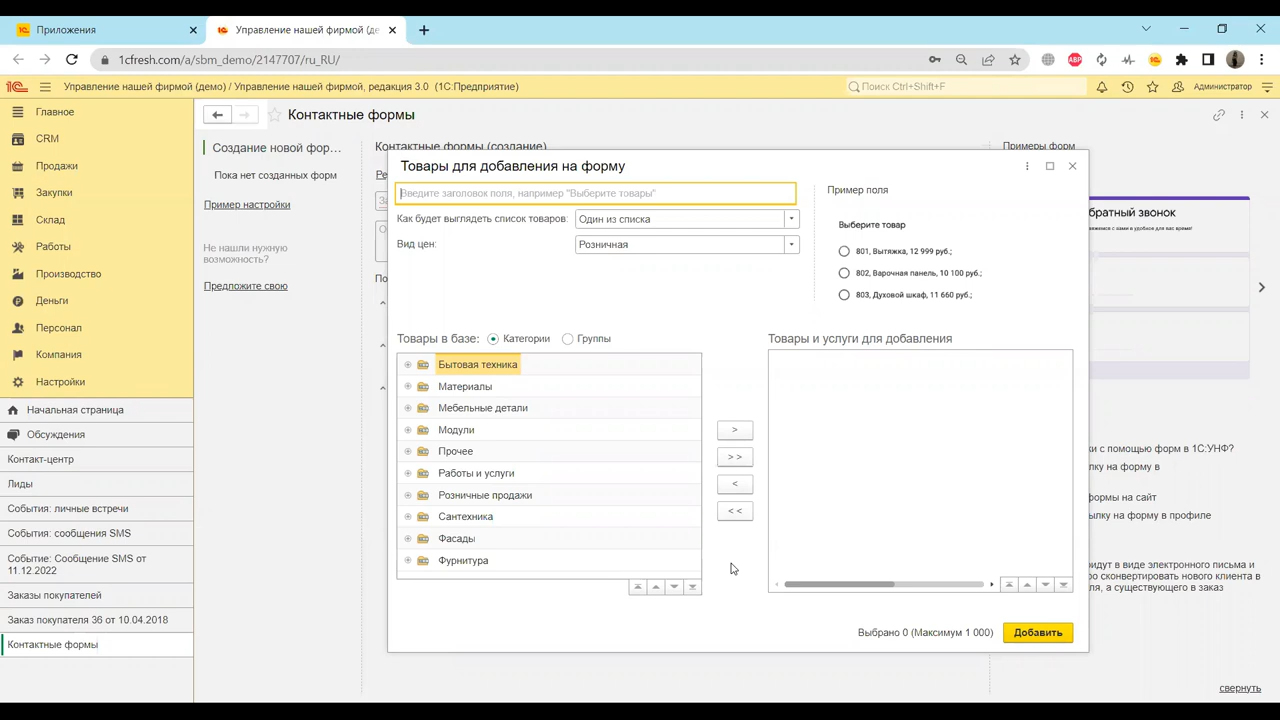 Приложения
Управление нашей фирмой (де
1cfresh.com/a/sbm_demo/2147707/ru_RU/
ABP
Управление нашей фирмой (демо) / Управление нашей фирмой, редакция 3.0 (1С:Предприятие)
Поиск Ctrl+Shift+F
Администратор
Главное
CRM
Продажи
Закупки
Склад
Работы
Производство
Деньги
Персонал
Компания
Настройки
Начальная страница
Обсуждения
Контакт-центр
Лиды
События: личные встречи
События: сообщения SMS
Событие: Сообщение SMS от
11.12.2022
Заказы покупателей
Заказ покупателя 36 от 10.04.2018
Контактные формы
Контактные формы
Создание новой фор...
Пока нет созданных форм
Пример настройки
Не нашли нужную
возможность?
Предложите свою
Контактные формы (создание)
Примеры форм
Товары для добавления на форму
Введите заголовок поля, например "Выберите товары"
Как будет выглядеть список товаров:
Один из списка
Вид цен:
Розничная
Пример поля
Выберите товар
801, Вытяжка, 12 999 руб.;
802, Варочная панель, 10 100 руб.;
803, Духовой шкаф, 11 660 руб.;
Товары в базе:
Категории
Группы
Бытовая техника
Материалы
Мебельные детали
Модули
Прочее
Работы и услуги
Розничные продажи
Сантехника
Фасады
Фурнитура
>
> >
<
< <
Товары и услуги для добавления
Выбрано 0 (Максимум 1 000)
Добавить
братный звонок
и с помощью форм в 1С:УНФ?
лку на форму в
формы на сайт
ылку на форму в профиле
идут в виде электронного письма и
ро сконвертировать нового клиента в
ля, а существующего в заказ
свернуть